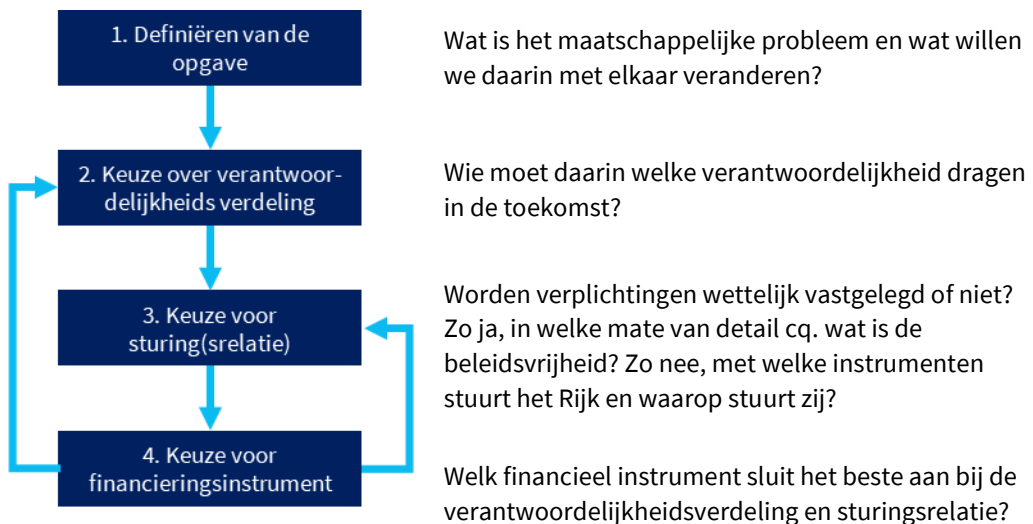 1. Definiëren van de
opgave
Wat is het maatschappelijke probleem en wat willen
we daarin met elkaar veranderen?
2. Keuze over verantwoor-
delijkheids verdeling
Wie moet daarin welke verantwoordelijkheid dragen
in de toekomst?
3. Keuze voor
sturing(srelatie)
Worden verplichtingen wettelijk vastgelegd of niet?
Zo ja, in welke mate van detail cq. wat is de
beleidsvrijheid? Zo nee, met welke instrumenten
stuurt het Rijk en waarop stuurt zij?
4. Keuze voor
financieringsinstrument
Welk financieel instrument sluit het beste aan bij de
verantwoordelijkheidsverdeling en sturingsrelatie?